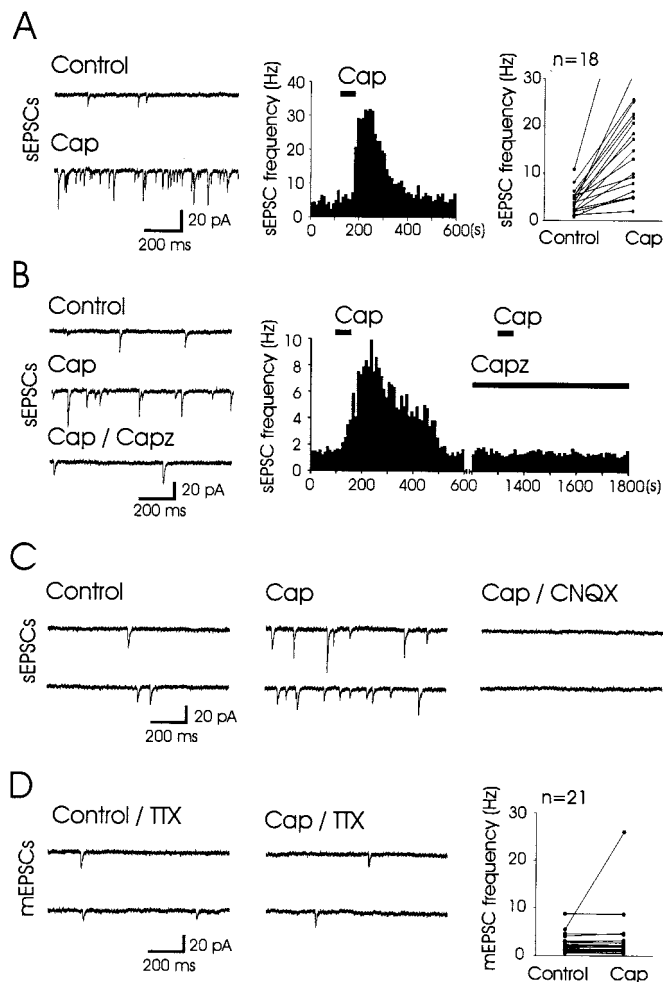 A
Control
sEPSCs
Cap
20 pA
200 ms
sEPSC frequency (Hz)
40
30
20
10
0
Cap
0 200 400 600(s)
sEPSC frequency (Hz)
n=18
30
20
10
0
Control Cap
B
Control
sEPSCs
Cap
Cap / Capz
20 pA
200 ms
sEPSC frequency (Hz)
10
8
6
4
2
0
Cap
Cap
Capz
0 200 400 600 1400 1600 1800(s)
C
Control Cap Cap / CNQX
sEPSCs
20 pA
200 ms
D
Control / TTX Cap / TTX
mEPSCs
20 pA
200 ms
mEPSC frequency (Hz)
n=21
30
20
10
0
Control Cap